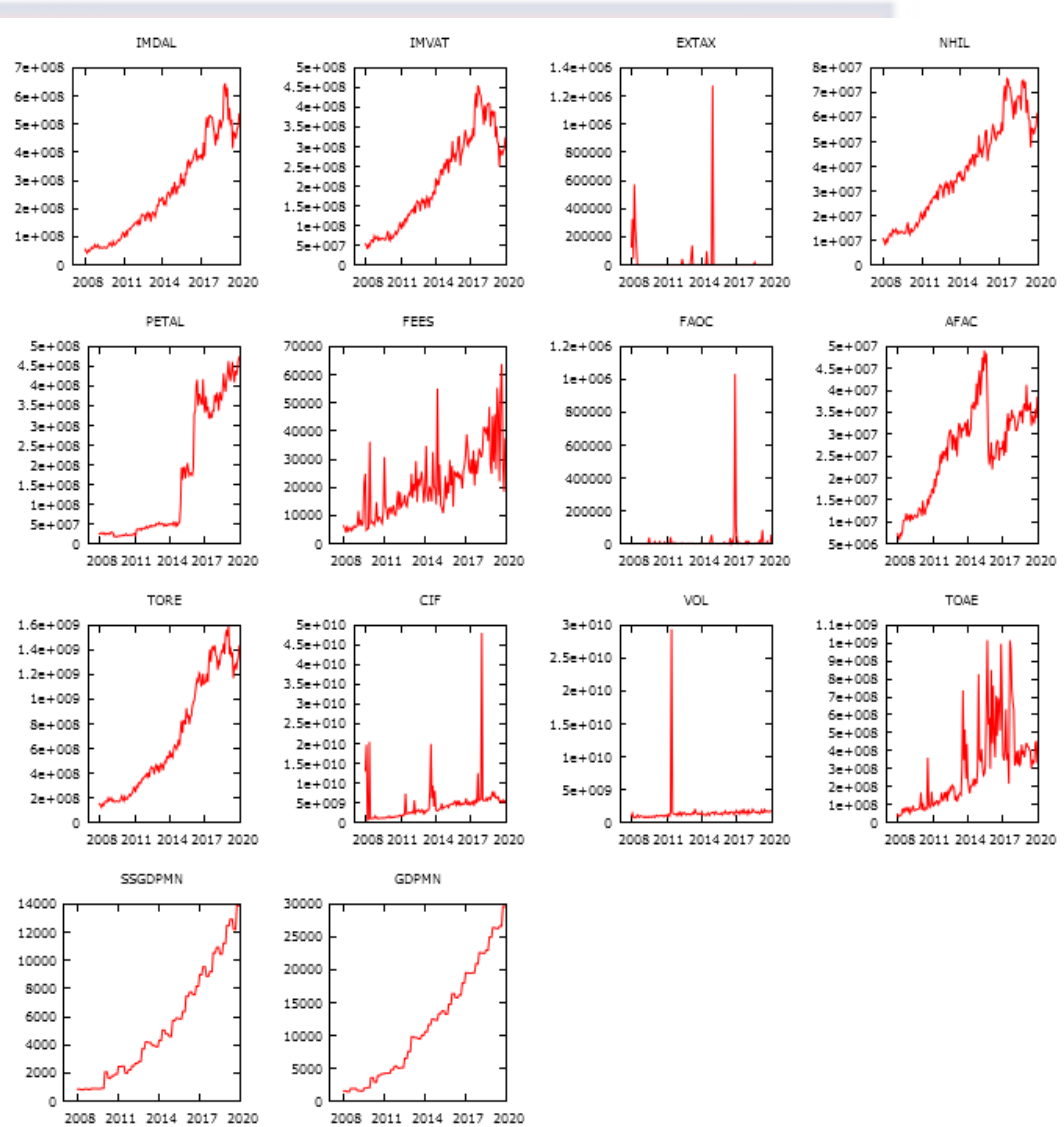 IMDAL IMVAT EXTAX NHIL
7e+008 5e+008 1.4e+006 8e+007
4.5e+008
6e+008 1.2e+006 7e+007
4e+008
5e+008 3.5e+008 1e+006 6e+007
4e+008 3e+008 800000 5e+007
2.5e+008
3e+008 600000 4e+007
2e+008
2e+008 1.5e+008 400000 3e+007
1e+008 1e+008 200000 2e+007
5e+007 1e+007
0 0 0 0
2008 2011 2014 2017 2020 2008 2011 2014 2017 2020 2008 2011 2014 2017 2020 2008 2011 2014 2017 2020
PETAL FEES FAOC AFAC
5e+008 70000 1.2e+006 5e+007
4.5e+008 60000 4.5e+007
4e+008 1e+006 4e+007
3.5e+008 50000 800000 3.5e+007
3e+008 40000 3e+007
2.5e+008 600000
2e+008 30000 2.5e+007
1.5e+008 20000 400000 2e+007
1e+008 200000 1.5e+007
5e+007 10000 1e+007
0 0 0 5e+006
2008 2011 2014 2017 2020 2008 2011 2014 2017 2020 2008 2011 2014 2017 2020 2008 2011 2014 2017 2020
TORE CIF VOL TOAE
1.6e+009 5e+010 3e+010 1.1e+009
1.4e+009 4.5e+010 1e+009
4e+010 2.5e+010 9e+008
1.2e+009 3.5e+010 8e+008
1e+009 3e+010 2e+010 7e+008
2.5e+010 6e+008
8e+008 2e+010 1.5e+010 5e+008
6e+008 1.5e+010 1e+010 4e+008
4e+008 1e+010 3e+008
5e+009 5e+009 2e+008
2e+008 1e+008
0 0 0
2008 2011 2014 2017 2020 2008 2011 2014 2017 2020 2008 2011 2014 2017 2020 2008 2011 2014 2017 2020
SSGDPMN GDPMN
14000 30000
12000 25000
10000 20000
8000
6000 15000
4000 10000
2000 5000
0 0
2008 2011 2014 2017 2020 2008 2011 2014 2017 2020